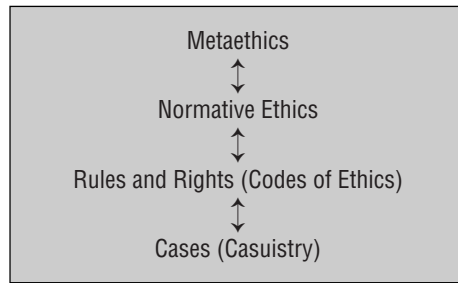 Metaethics
Normative Ethics
Rules and Rights (Codes of Ethics)
Cases (Casuistry)